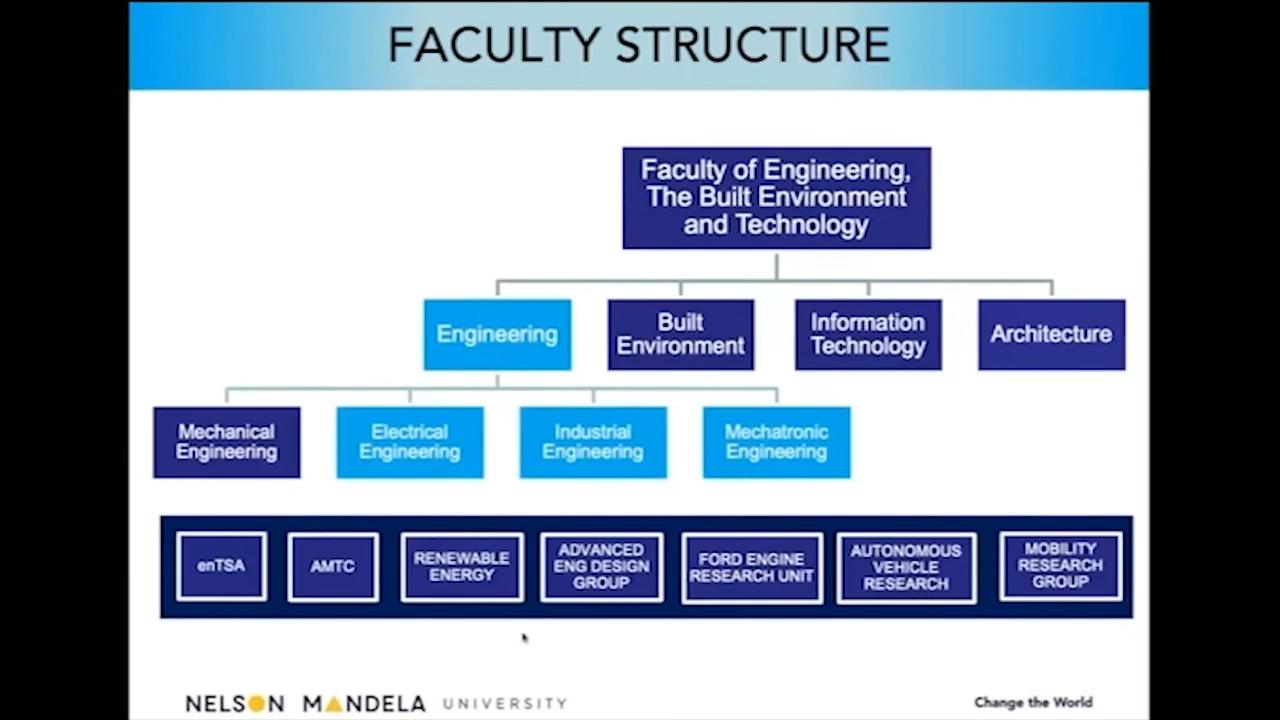 FACULTY STRUCTURE
Faculty of Engineering,
The Built Environment
and Technology
Engineering
Built
Environment
Information
Technology
Architecture
Mechanical
Engineering
Electrical
Engineering
Industrial
Engineering
Mechatronic
Engineering
enTSA
AMTC
RENEWABLE
ENERGY
ADVANCED
ENG DESIGN
GROUP
FORD ENGINE
RESEARCH UNIT
AUTONOMOUS
VEHICLE
RESEARCH
MOBILITY
RESEARCH
GROUP
NELSON MANDELA UNIVERSITY
Change the World